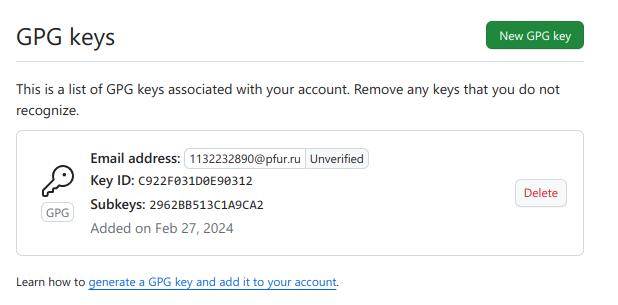 GPG keys
New GPG key
This is a list of GPG keys associated with your account. Remove any keys that you do not
recognize.
Email address: 1132232890@pfur.ru Unverified
Key ID: C922F031D0E90312
GPG
Subkeys: 2962BB513C1A9CA2
Delete
Added on Feb 27, 2024
Learn how to generate a GPG key and add it to your account.